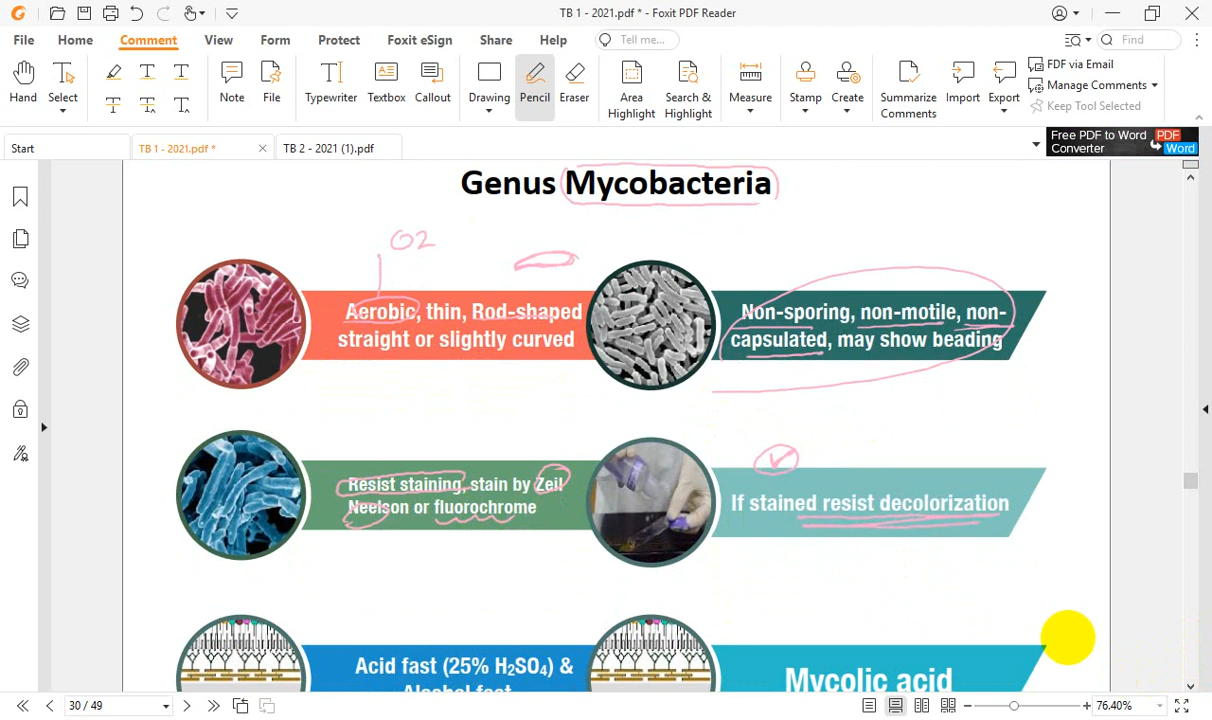 TB 1 - 2021.pdf * - Foxit PDF Reader
File Home Comment View Form Protect Foxit eSign Share Help Tell me... Find
Hand Select Note File Typewriter Textbox Callout Drawing Pencil Eraser Area Highlight Search & Highlight Measure Stamp Create Summarize Comments Import Export
FDF via Email
Manage Comments
Keep Tool Selected
Start TB 1 - 2021.pdf * TB 2 - 2021 (1).pdf
Free PDF to Word PDF
Converter Word
Genus Mycobacteria
O2
Aerobic, thin, Rod-shaped
straight or slightly curved
Non-sporing, non-motile, non-
capsulated, may show beading
Resist staining, stain by Zeil
Neelson or fluorochrome
If stained resist decolorization
Acid fast (25% H₂SO₄) &
Alcohol fast
Mycolic acid
30 / 49 76.40%